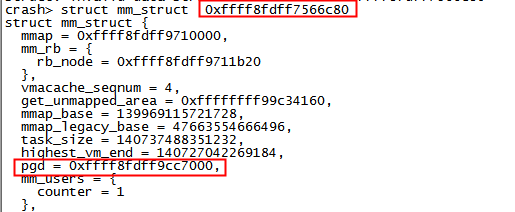 crash> struct mm_struct 0xffff8fdff7566c80
struct mm_struct {
mmap = 0xffff8fdff9710000,
mm_rb = {
rb_node = 0xffff8fdff9711b20
},
vmacache_seqnum = 4,
get_unmapped_area = 0xffffffff99c34160,
mmap_base = 139969115721728,
mmap_legacy_base = 47663554666496,
task_size = 140737488351232,
highest_vm_end = 140727042269184,
pgd = 0xffff8fdff9cc7000,
mm_users = {
counter = 1
},